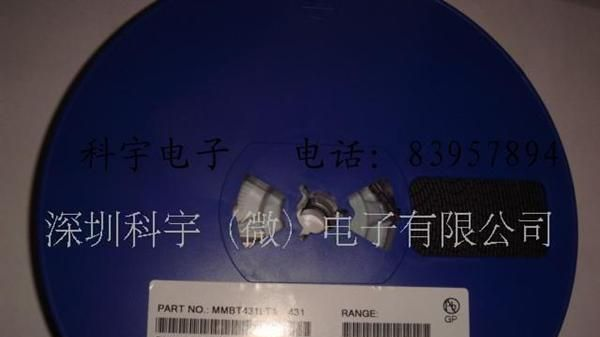 科宇电子 电话：83957894
深圳科宇（微）电子有限公司
PART NO.: MMBT431LT1 431 RANGE:
GP